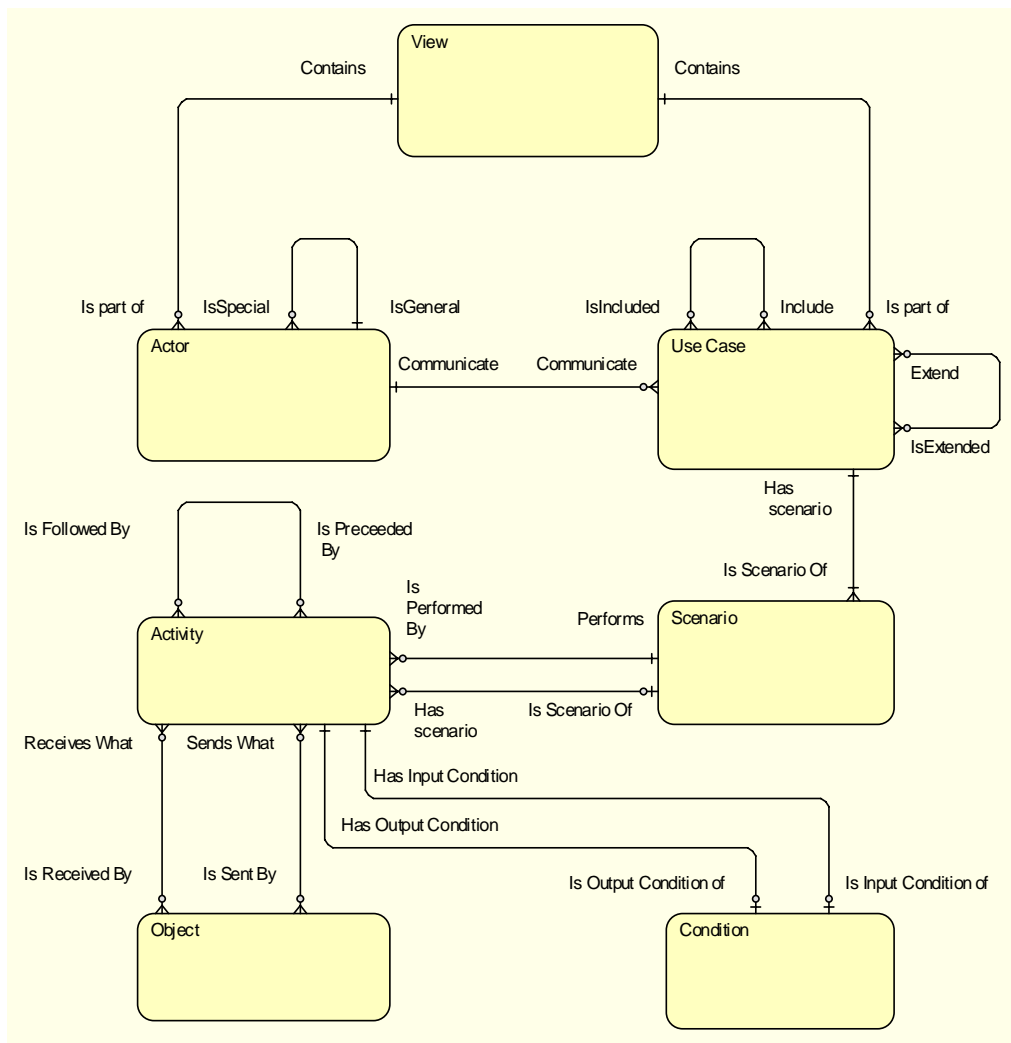 View
Contains
Contains
Is part of
IsSpecial
IsGeneral
IsIncluded
Include
Is part of
Actor
Use Case
Communicate
Communicate
Extend
IsExtended
Has
scenario
Is Followed By
Is Preceeded
By
Is Scenario Of
Is
Performed
By
Performs
Activity
Scenario
Has
scenario
Is Scenario Of
Receives What
Sends What
Has Input Condition
Has Output Condition
Is Received By
Is Sent By
Is Output Condition of
Is Input Condition of
Object
Condition